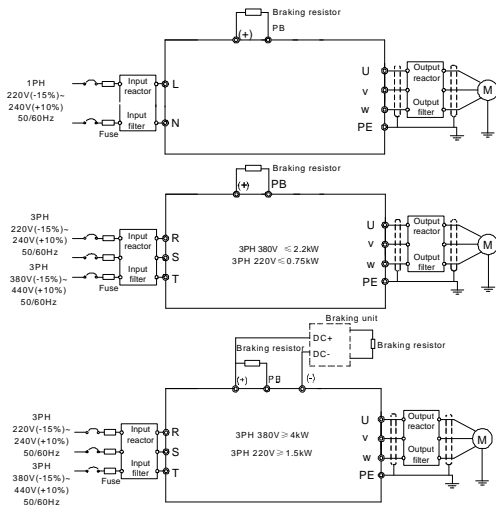 Braking resistor
(+)
PB
1PH
220V(-15%)~
240V(+10%)
50/60Hz
Fuse
Input
reactor
Input
filter
L
N
U
v
w
PE
Output
reactor
Output
filter
M
Braking resistor
(+)
PB
3PH
220V(-15%)~
240V(+10%)
50/60Hz
3PH
380V(-15%)~
440V(+10%)
50/60Hz
Fuse
Input
reactor
Input
filter
R
S
T
3PH 380V ≤2.2kW
3PH 220V≤0.75kW
U
v
w
PE
Output
reactor
Output
filter
M
Braking unit
DC+
DC-
Braking resistor
Braking resistor
(+)
PB
(-)
3PH
220V(-15%)~
240V(+10%)
50/60Hz
3PH
380V(-15%)~
440V(+10%)
50/60Hz
Fuse
Input
reactor
Input
filter
R
S
T
3PH 380V≥4kW
3PH 220V≥1.5kW
U
v
w
PE
Output
reactor
Output
filter
M